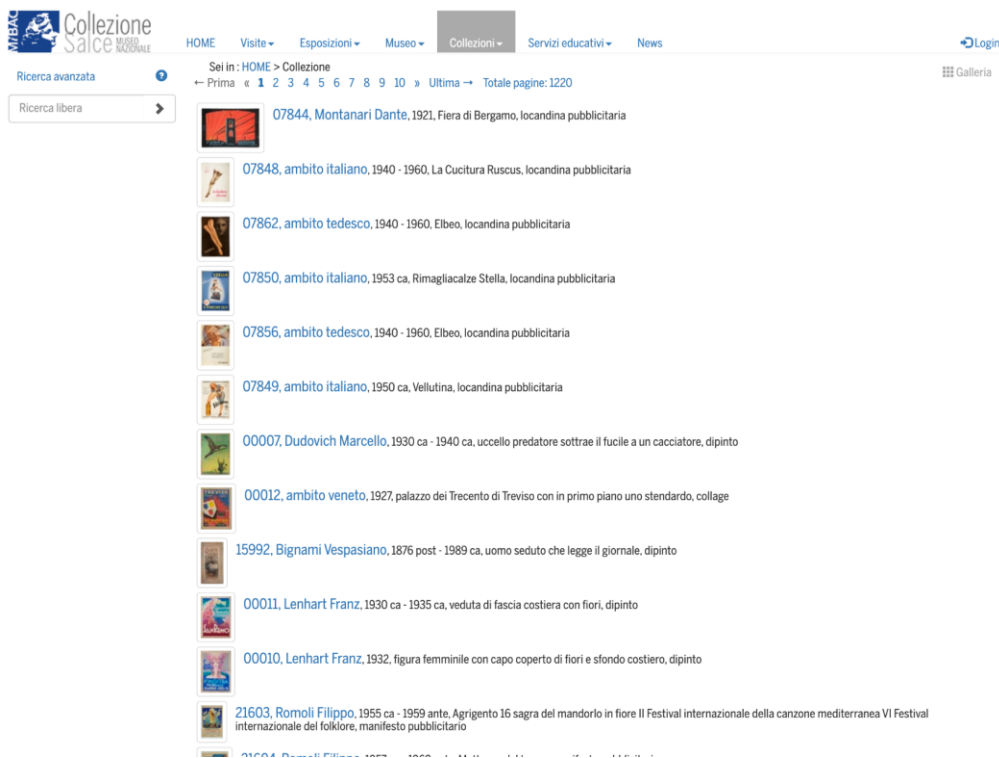 MiBAC
Collezione
Salce MUSEO NAZIONALE
HOME Visite Esposizioni Museo Collezioni Servizi educativi News Login
Ricerca avanzata ?
Ricerca libera
Sei in : HOME > Collezione
← Prima « 1 2 3 4 5 6 7 8 9 10 » Ultima → Totale pagine: 1220
Galleria
07844, Montanari Dante, 1921, Fiera di Bergamo, locandina pubblicitaria
07848, ambito italiano, 1940 - 1960, La Cucitura Ruscus, locandina pubblicitaria
07862, ambito tedesco, 1940 - 1960, Elbeo, locandina pubblicitaria
07850, ambito italiano, 1953 ca, Rimagliacalze Stella, locandina pubblicitaria
07856, ambito tedesco, 1940 - 1960, Elbeo, locandina pubblicitaria
07849, ambito italiano, 1950 ca, Vellutina, locandina pubblicitaria
00007, Dudovich Marcello, 1930 ca - 1940 ca, uccello predatore sottrae il fucile a un cacciatore, dipinto
00012, ambito veneto, 1927, palazzo dei Trecento di Treviso con in primo piano uno stendardo, collage
15992, Bignami Vespasiano, 1876 post - 1989 ca, uomo seduto che legge il giornale, dipinto
00011, Lenhart Franz, 1930 ca - 1935 ca, veduta di fascia costiera con fiori, dipinto
00010, Lenhart Franz, 1932, figura femminile con capo coperto di fiori e sfondo costiero, dipinto
21603, Romoli Filippo, 1955 ca - 1959 ante, Agrigento 16 sagra del mandorlo in fiore II Festival internazionale della canzone mediterranea VI Festival
internazionale del folklore, manifesto pubblicitario